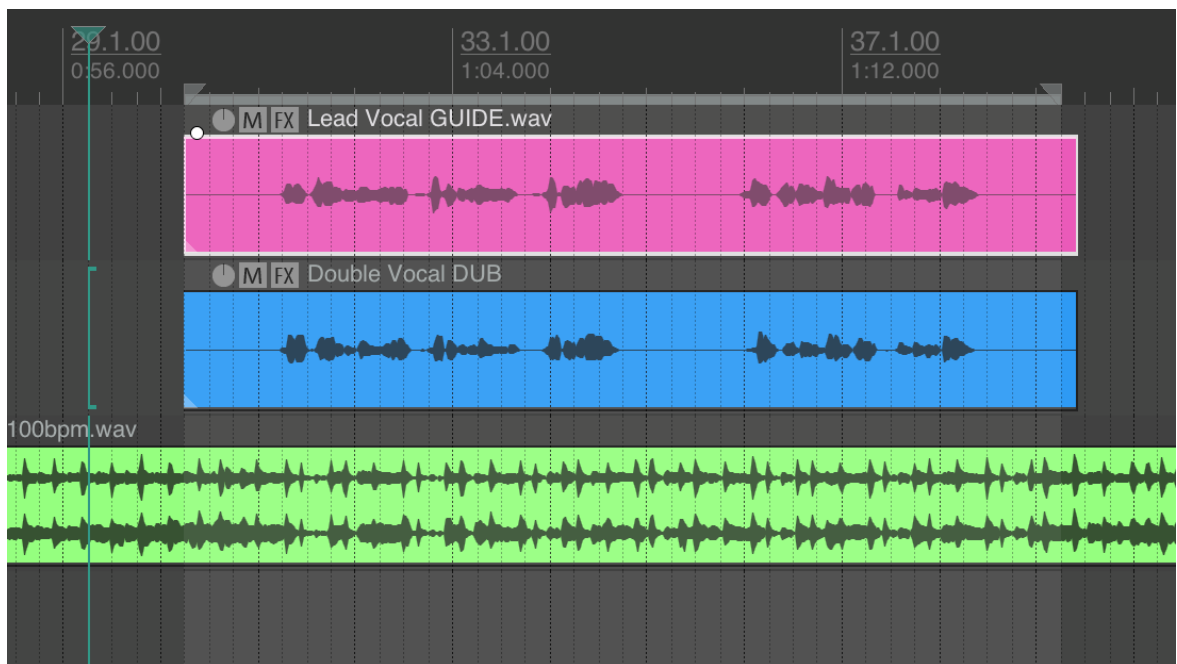 29.1.00 33.1.00 37.1.00
0:56.000 1:04.000 1:12.000
M FX Lead Vocal GUIDE.wav
M FX Double Vocal DUB
100bpm.wav